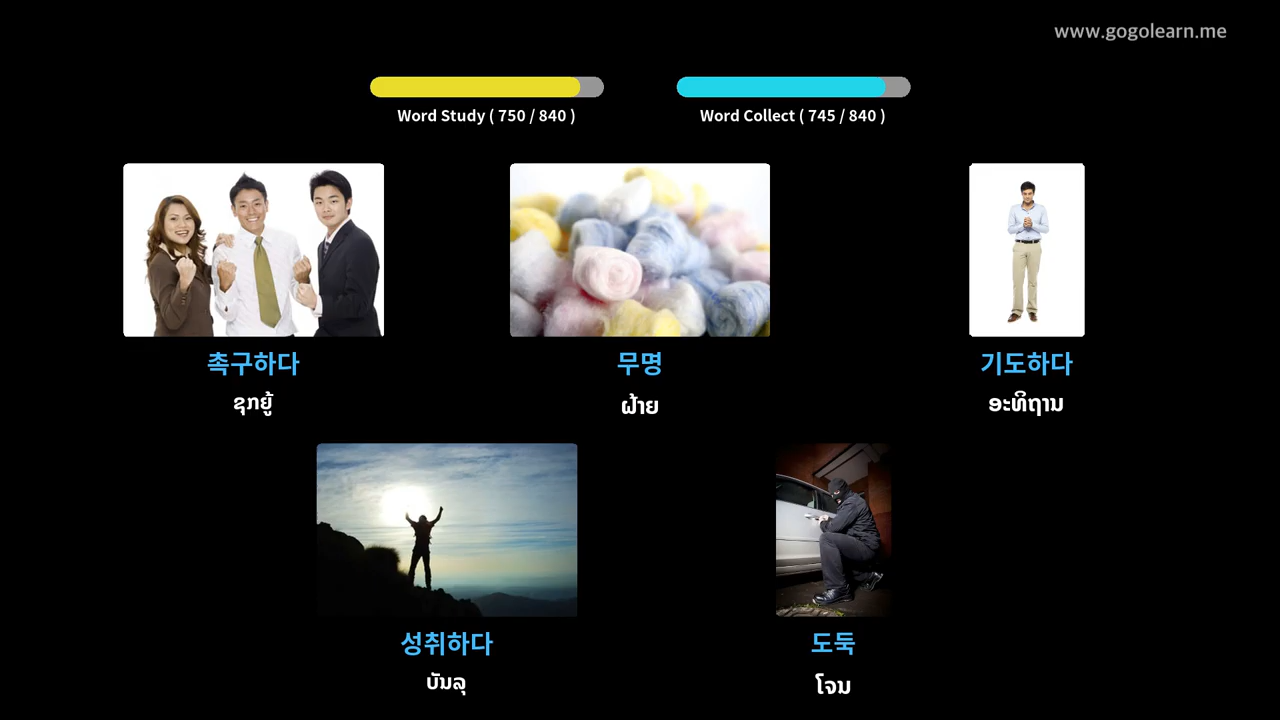 www.gogolearn.me
Word Study ( 750 / 840 )
Word Collect ( 745 / 840 )
촉구하다
ຊຸກຍູ້
무명
ຝ້າຍ
기도하다
ອະທິຖານ
성취하다
ບັນລຸ
도둑
ໂຈນ